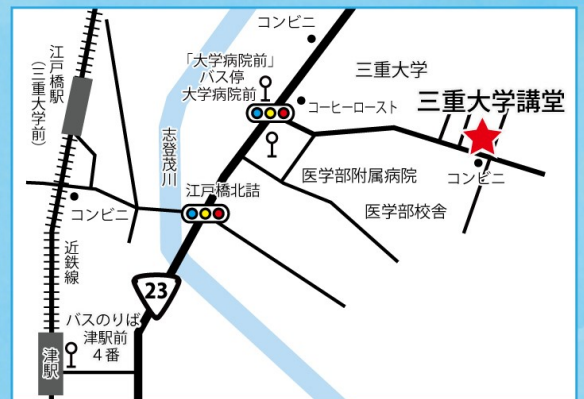 コンビニ
「大学病院前」
バス停
大学病院前
三重大学
江戸橋駅
（三重大学前）
コーヒーロースト
三重大学講堂
志登茂川
医学部附属病院
コンビニ
江戸橋北詰
医学部校舎
コンビニ
近鉄線
23
バスのりば
津駅前
４番
津駅